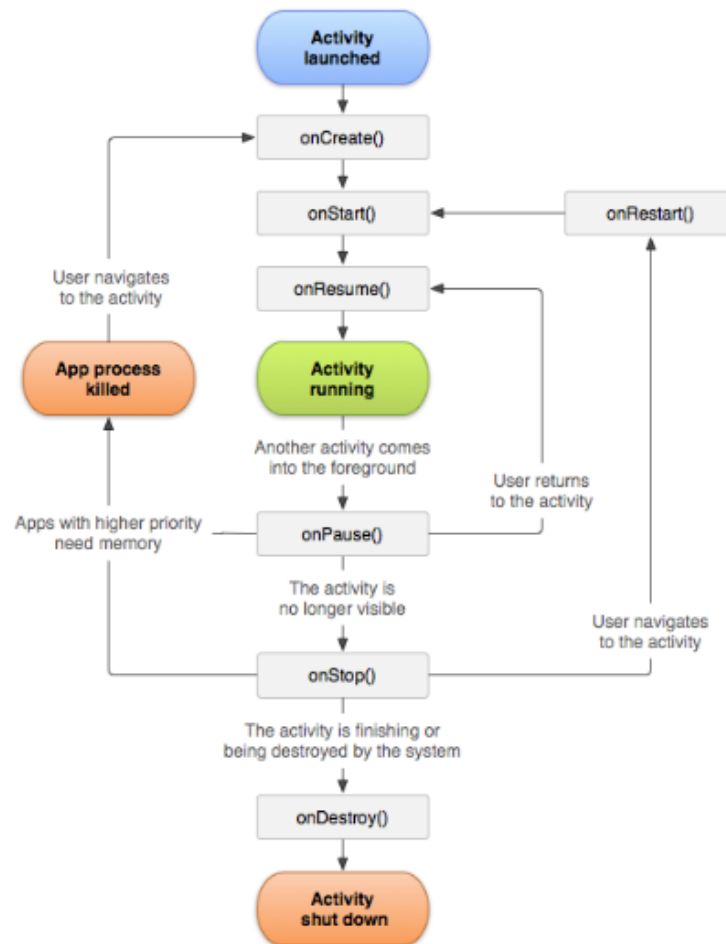 Activity
launched
onCreate()
onStart()
onRestart()
User navigates
to the activity
onResume()
App process
killed
Activity
running
Another activity comes
into the foreground
User returns
to the activity
Apps with higher priority
need memory
onPause()
The activity is
no longer visible
User navigates
to the activity
onStop()
The activity is finishing or
being destroyed by the system
onDestroy()
Activity
shut down